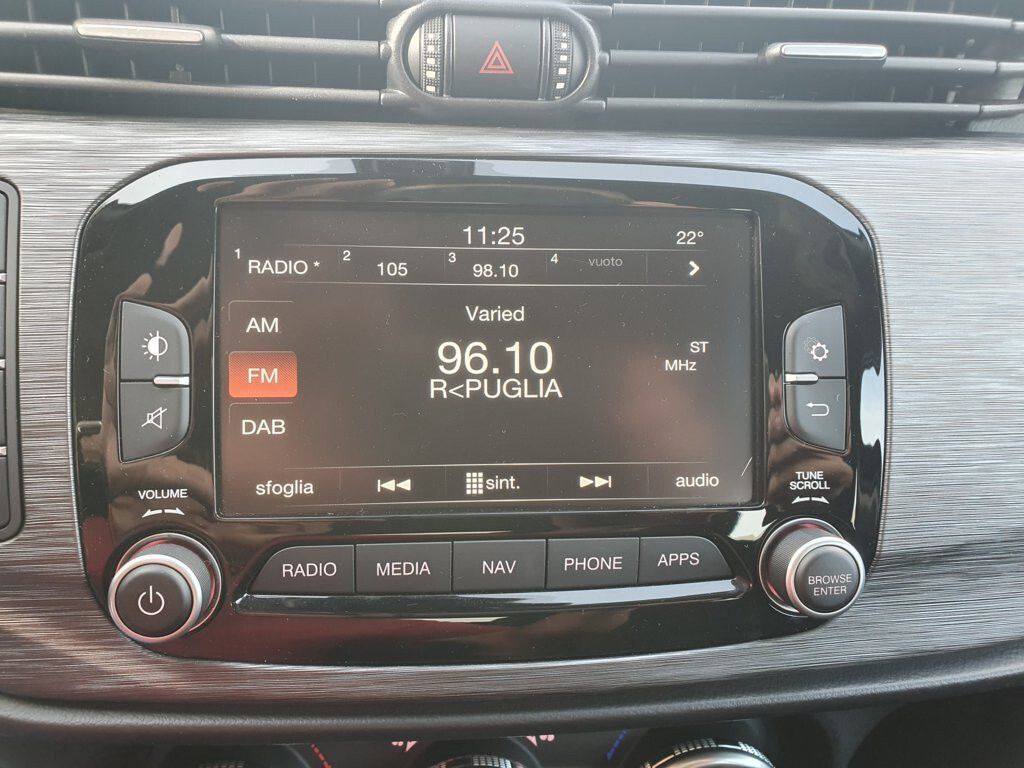 11:25 22°
1 RADIO * 2 105 3 98.10 4 vuoto
Varied
AM
96.10 ST
MHz
FM
R<PUGLIA
DAB
sfoglia sint. audio
VOLUME
TUNE
SCROLL
RADIO MEDIA NAV PHONE APPS
BROWSE
ENTER